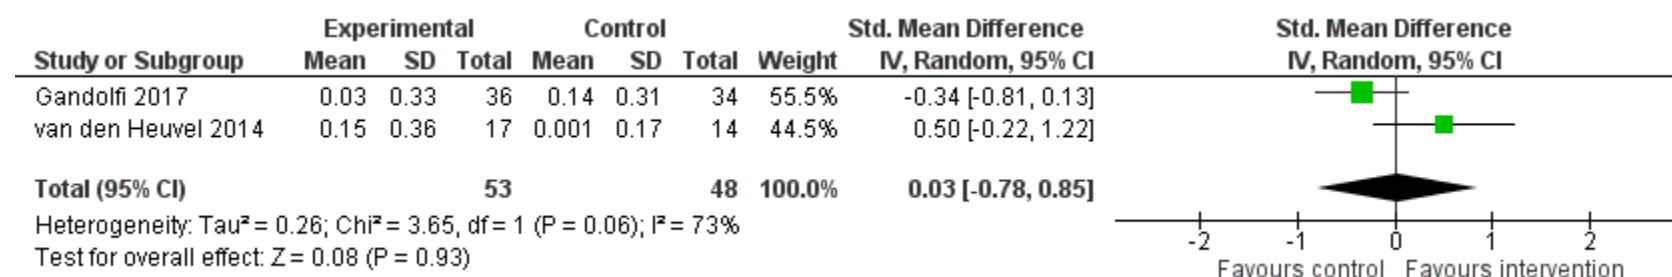 Experimental Control Std. Mean Difference Std. Mean Difference
Study or Subgroup Mean SD Total Mean SD Total Weight IV, Random, 95% CI IV, Random, 95% CI
Gandolfi 2017 0.03 0.33 36 0.14 0.31 34 55.5% -0.34 [-0.81, 0.13]
van den Heuvel 2014 0.15 0.36 17 0.001 0.17 14 44.5% 0.50 [-0.22, 1.22]
Total (95% CI) 53 48 100.0% 0.03 [-0.78, 0.85]
Heterogeneity: Tau² = 0.26; Chi² = 3.65, df = 1 (P = 0.06); I² = 73%
Test for overall effect: Z = 0.08 (P = 0.93)
-2 -1 0 1 2
Favours control Favours intervention